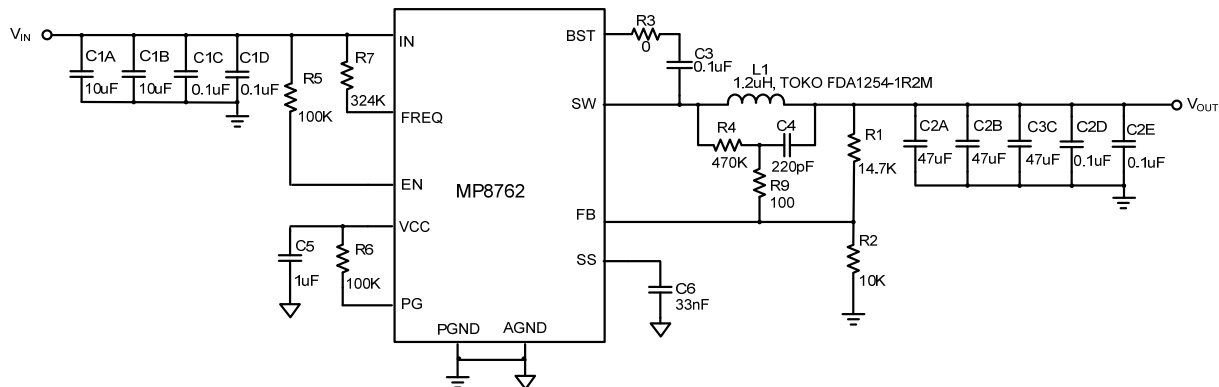 VIN
C1A
10uF
C1B
10uF
C1C
0.1uF
C1D
0.1uF
R5
100K
R7
324K
IN
FREQ
EN
VCC
PG
C5
1uF
R6
100K
MP8762
PGND
AGND
BST
SW
FB
SS
R3
0
C3
0.1uF
L1
1.2uH, TOKO FDA1254-1R2M
R4
470K
C4
220pF
R9
100
R1
14.7K
R2
10K
C6
33nF
C2A
47uF
C2B
47uF
C3C
47uF
C2D
0.1uF
C2E
0.1uF
VOUT